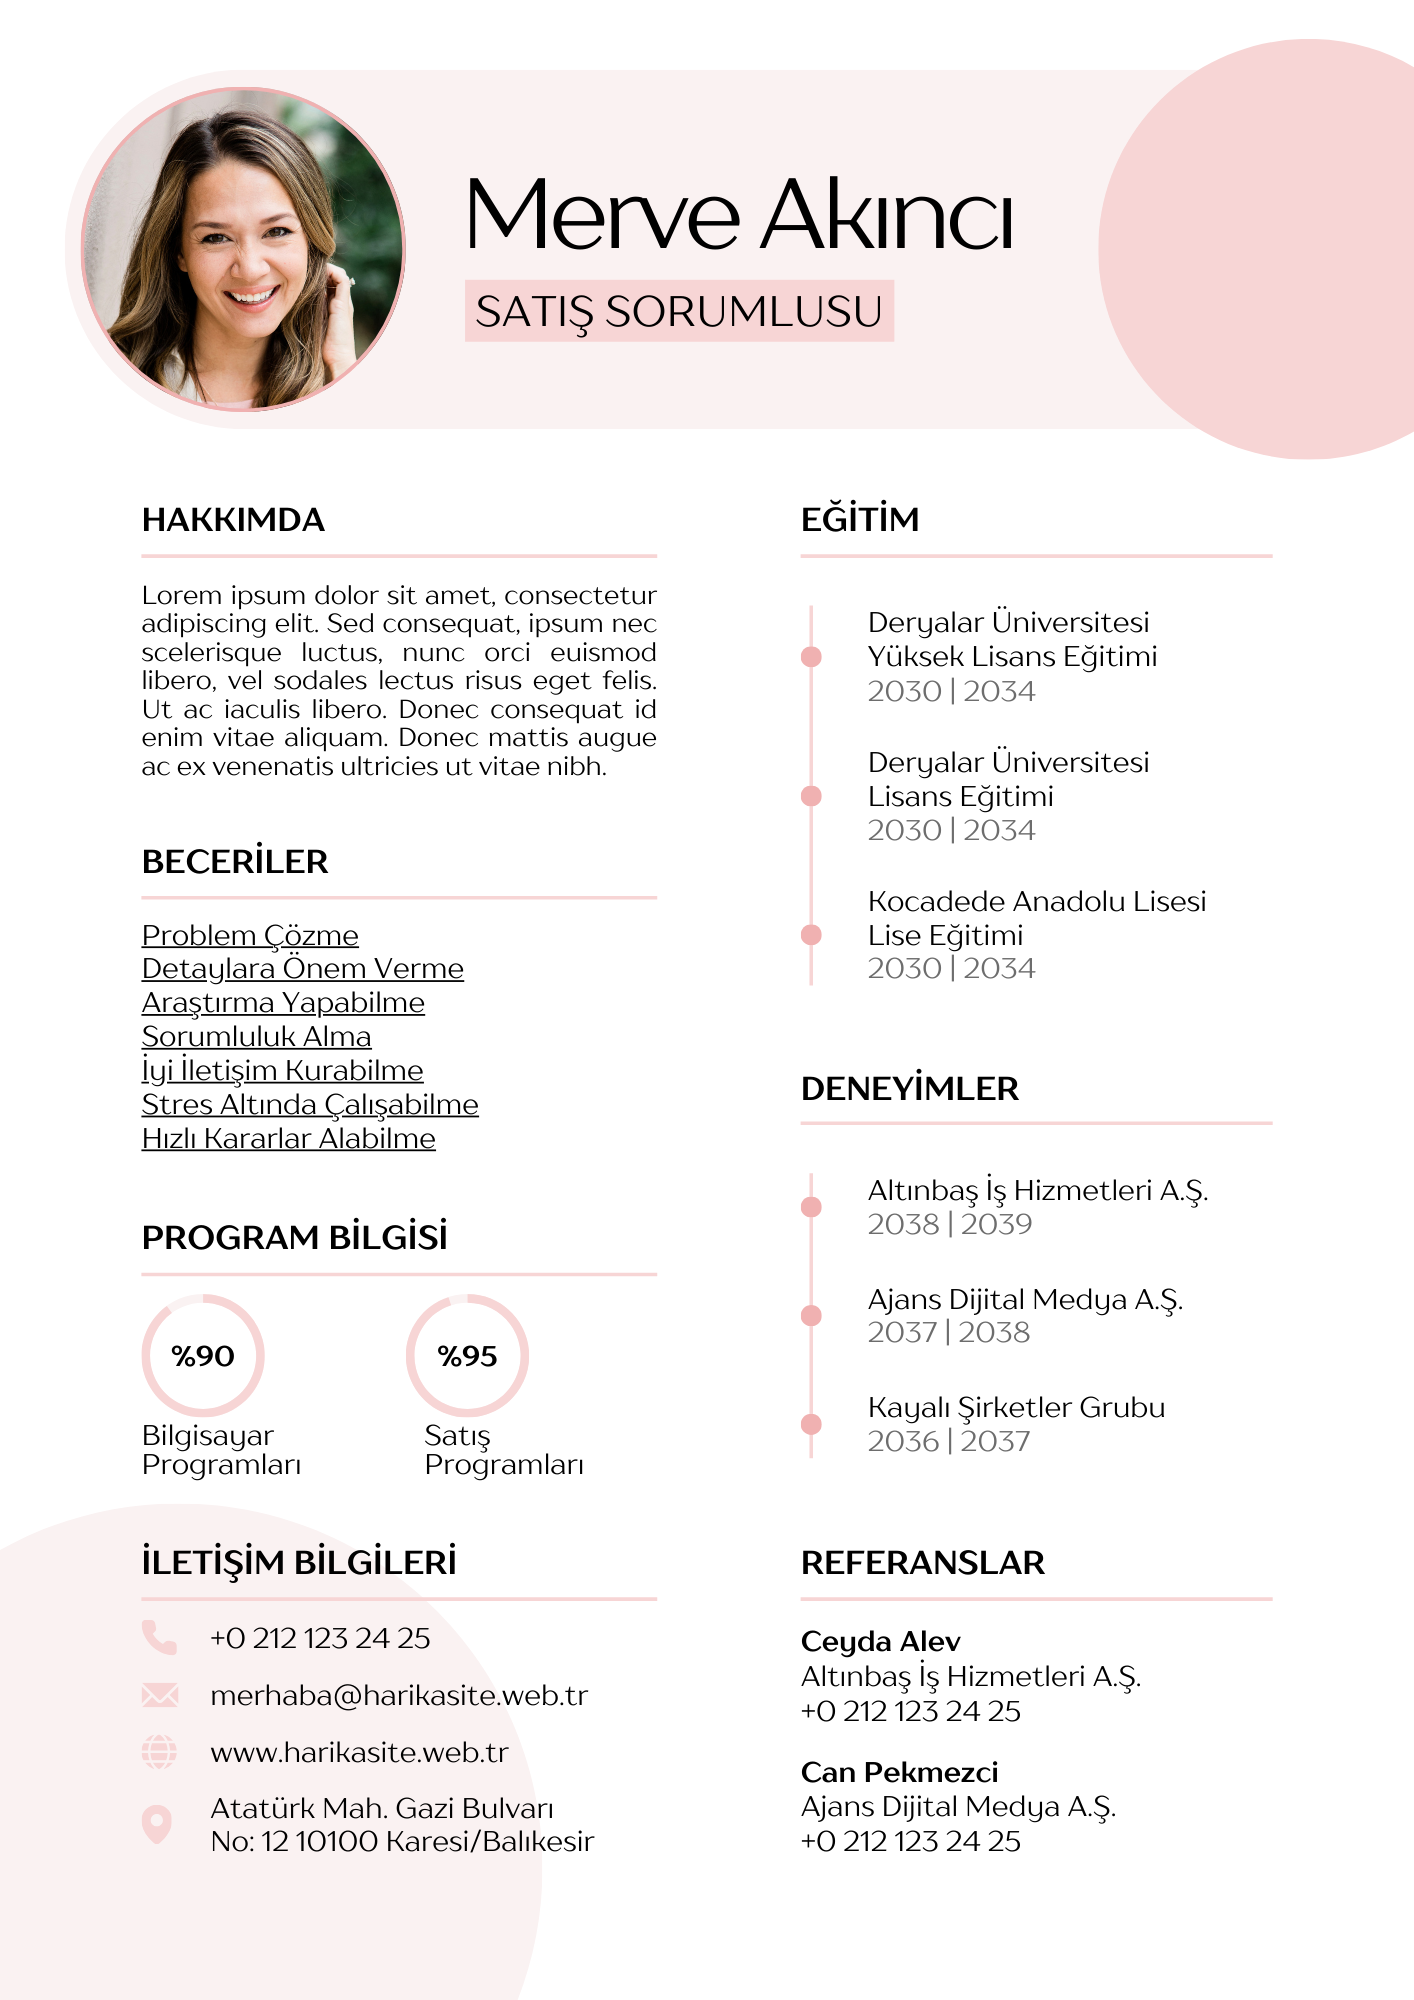 Merve Akıncı
SATIŞ SORUMLUSU
HAKKIMDA
Lorem ipsum dolor sit amet, consectetur
adipiscing elit. Sed consequat, ipsum nec
scelerisque luctus, nunc orci euismod
libero, vel sodales lectus risus eget felis.
Ut ac iaculis libero. Donec consequat id
enim vitae aliquam. Donec mattis augue
ac ex venenatis ultricies ut vitae nibh.
BECERİLER
Problem Çözme
Detaylara Önem Verme
Araştırma Yapabilme
Sorumluluk Alma
İyi İletişim Kurabilme
Stres Altında Çalışabilme
Hızlı Kararlar Alabilme
PROGRAM BİLGİSİ
%90
Bilgisayar
Programları
%95
Satış
Programları
İLETİŞİM BİLGİLERİ
+0 212 123 24 25
merhaba@harikasite.web.tr
www.harikasite.web.tr
Atatürk Mah. Gazi Bulvarı
No: 12 10100 Karesi/Balıkesir
EĞİTİM
Deryalar Üniversitesi
Yüksek Lisans Eğitimi
2030 | 2034
Deryalar Üniversitesi
Lisans Eğitimi
2030 | 2034
Kocadede Anadolu Lisesi
Lise Eğitimi
2030 | 2034
DENEYİMLER
Altınbaş İş Hizmetleri A.Ş.
2038 | 2039
Ajans Dijital Medya A.Ş.
2037 | 2038
Kayalı Şirketler Grubu
2036 | 2037
REFERANSLAR
Ceyda Alev
Altınbaş İş Hizmetleri A.Ş.
+0 212 123 24 25
Can Pekmezci
Ajans Dijital Medya A.Ş.
+0 212 123 24 25